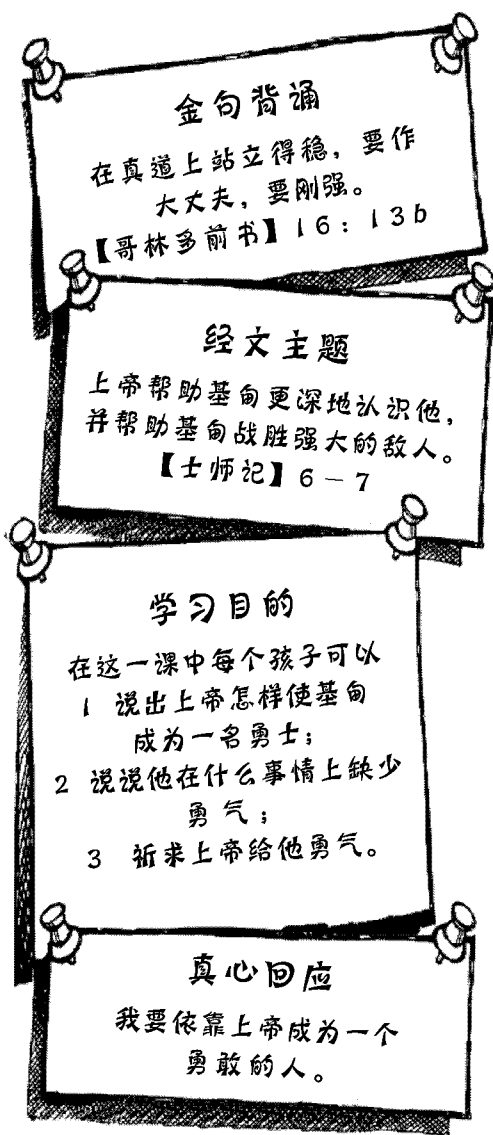 金句背诵
在真道上站立得稳，要作
大丈夫，要刚强。
【哥林多前书】16：13b
经文主题
上帝帮助基甸更深地认识他，
并帮助基甸战胜强大的敌人。
【士师记】6－7
学习目的
在这一课中每个孩子可以
1 说出上帝怎样使基甸
成为一名勇士；
2 说说他在什么事情上缺少
勇气；
3 祈求上帝给他勇气。
真心回应
我要依靠上帝成为一个
勇敢的人。